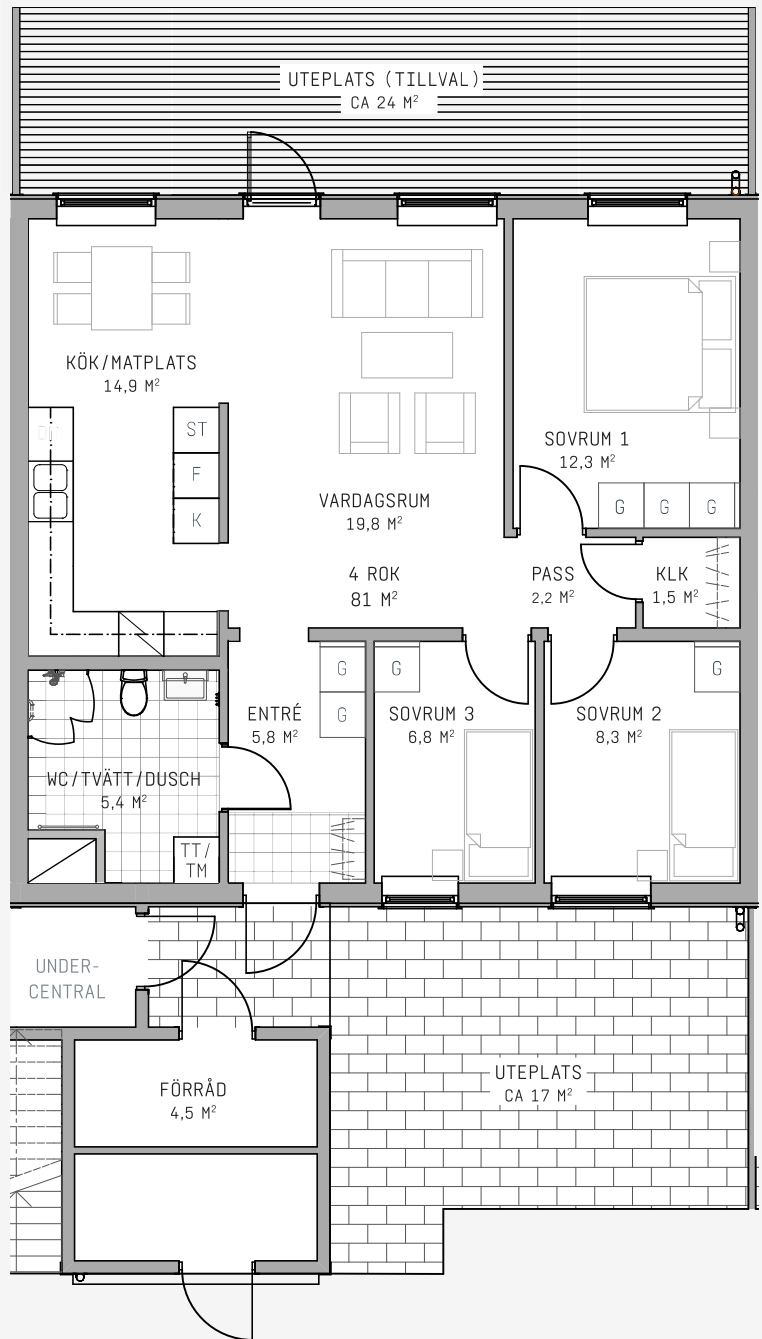 UTEPLATS (TILLVAL)
CA 24 M²
KÖK/MATPLATS
14,9 M²
ST
F
K
VARDAGSRUM
19,8 M²
4 ROK
81 M²
SOVRUM 1
12,3 M²
G
G
G
PASS
2,2 M²
KLK
1,5 M²
G
G
ENTRÉ
5,8 M²
G
SOVRUM 3
6,8 M²
G
SOVRUM 2
8,3 M²
WC/TVÄTT/DUSCH
5,4 M²
TT/
TM
UNDER-
CENTRAL
FÖRRÅD
4,5 M²
UTEPLATS
CA 17 M²